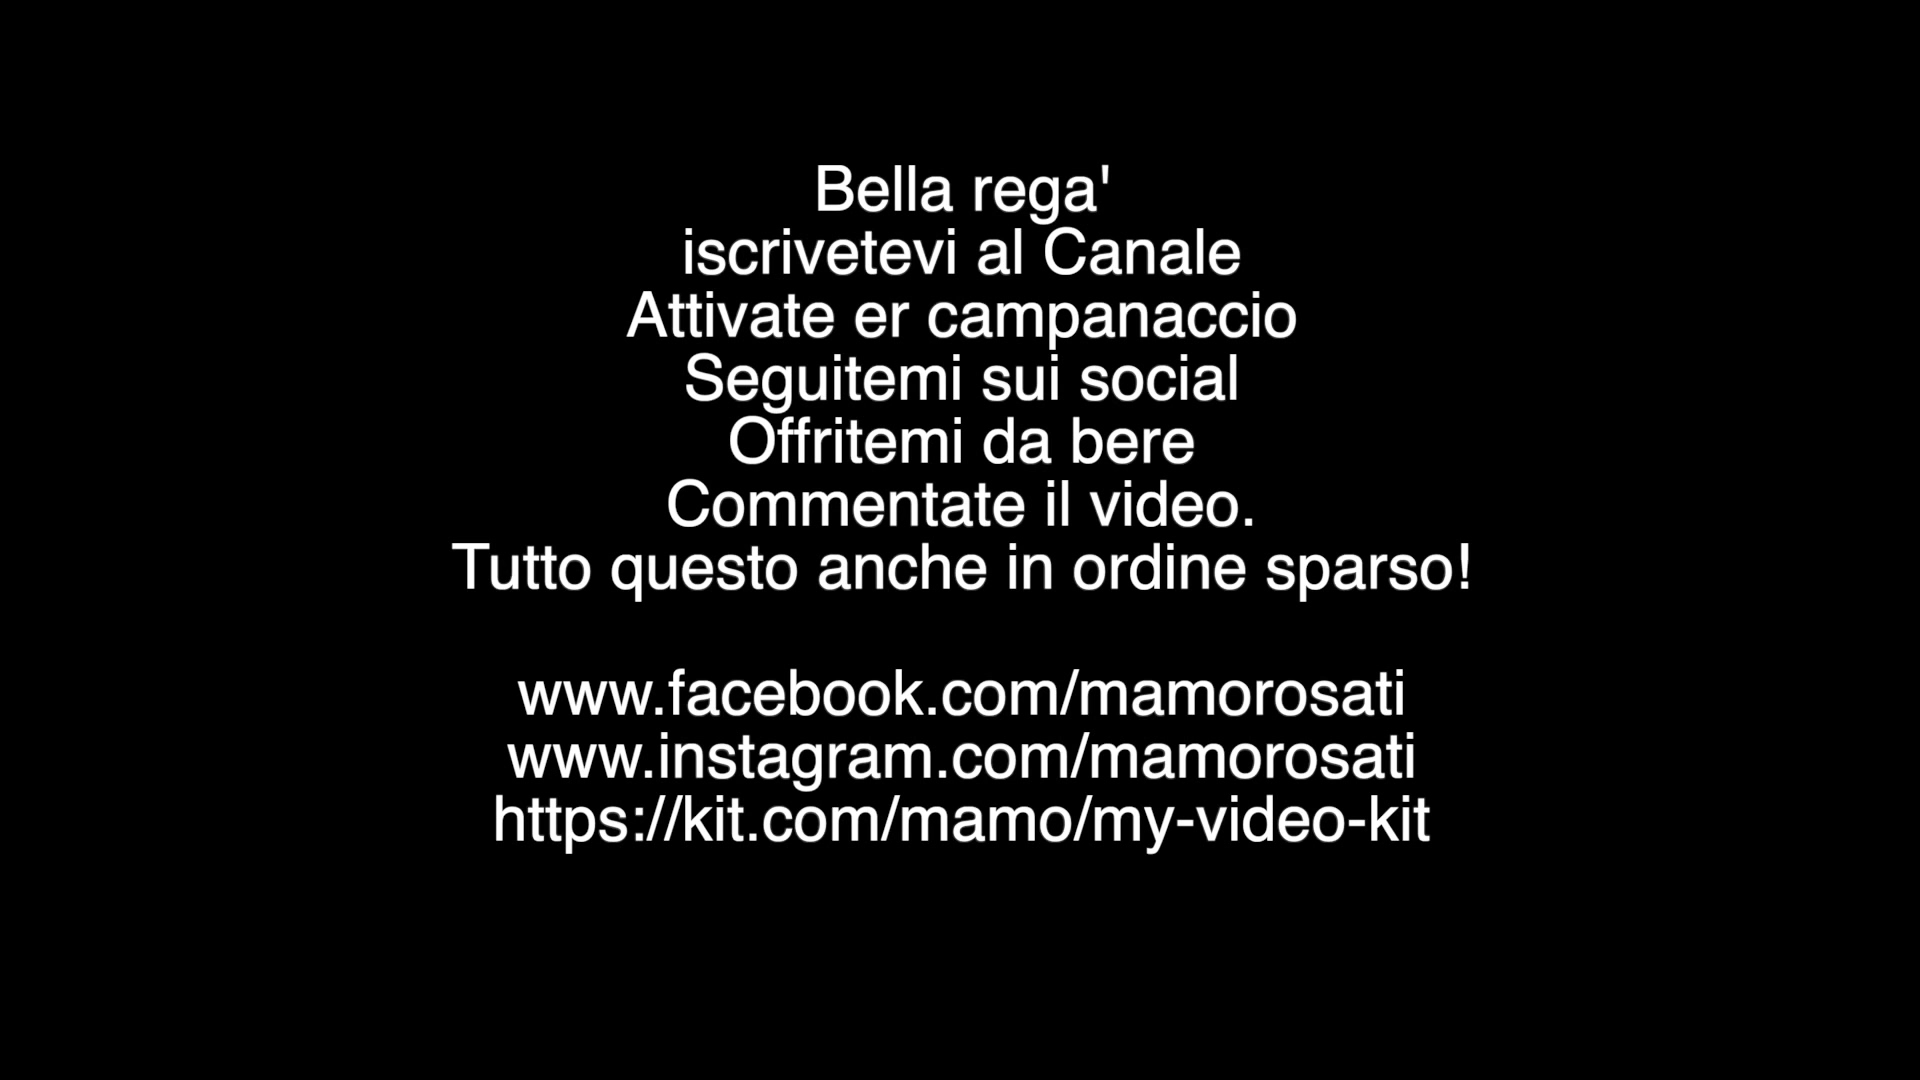 Bella rega'
iscrivetevi al Canale
Attivate er campanaccio
Seguitemi sui social
Offritemi da bere
Commentate il video.
Tutto questo anche in ordine sparso!
www.facebook.com/mamorosati
www.instagram.com/mamorosati
https://kit.com/mamo/my-video-kit